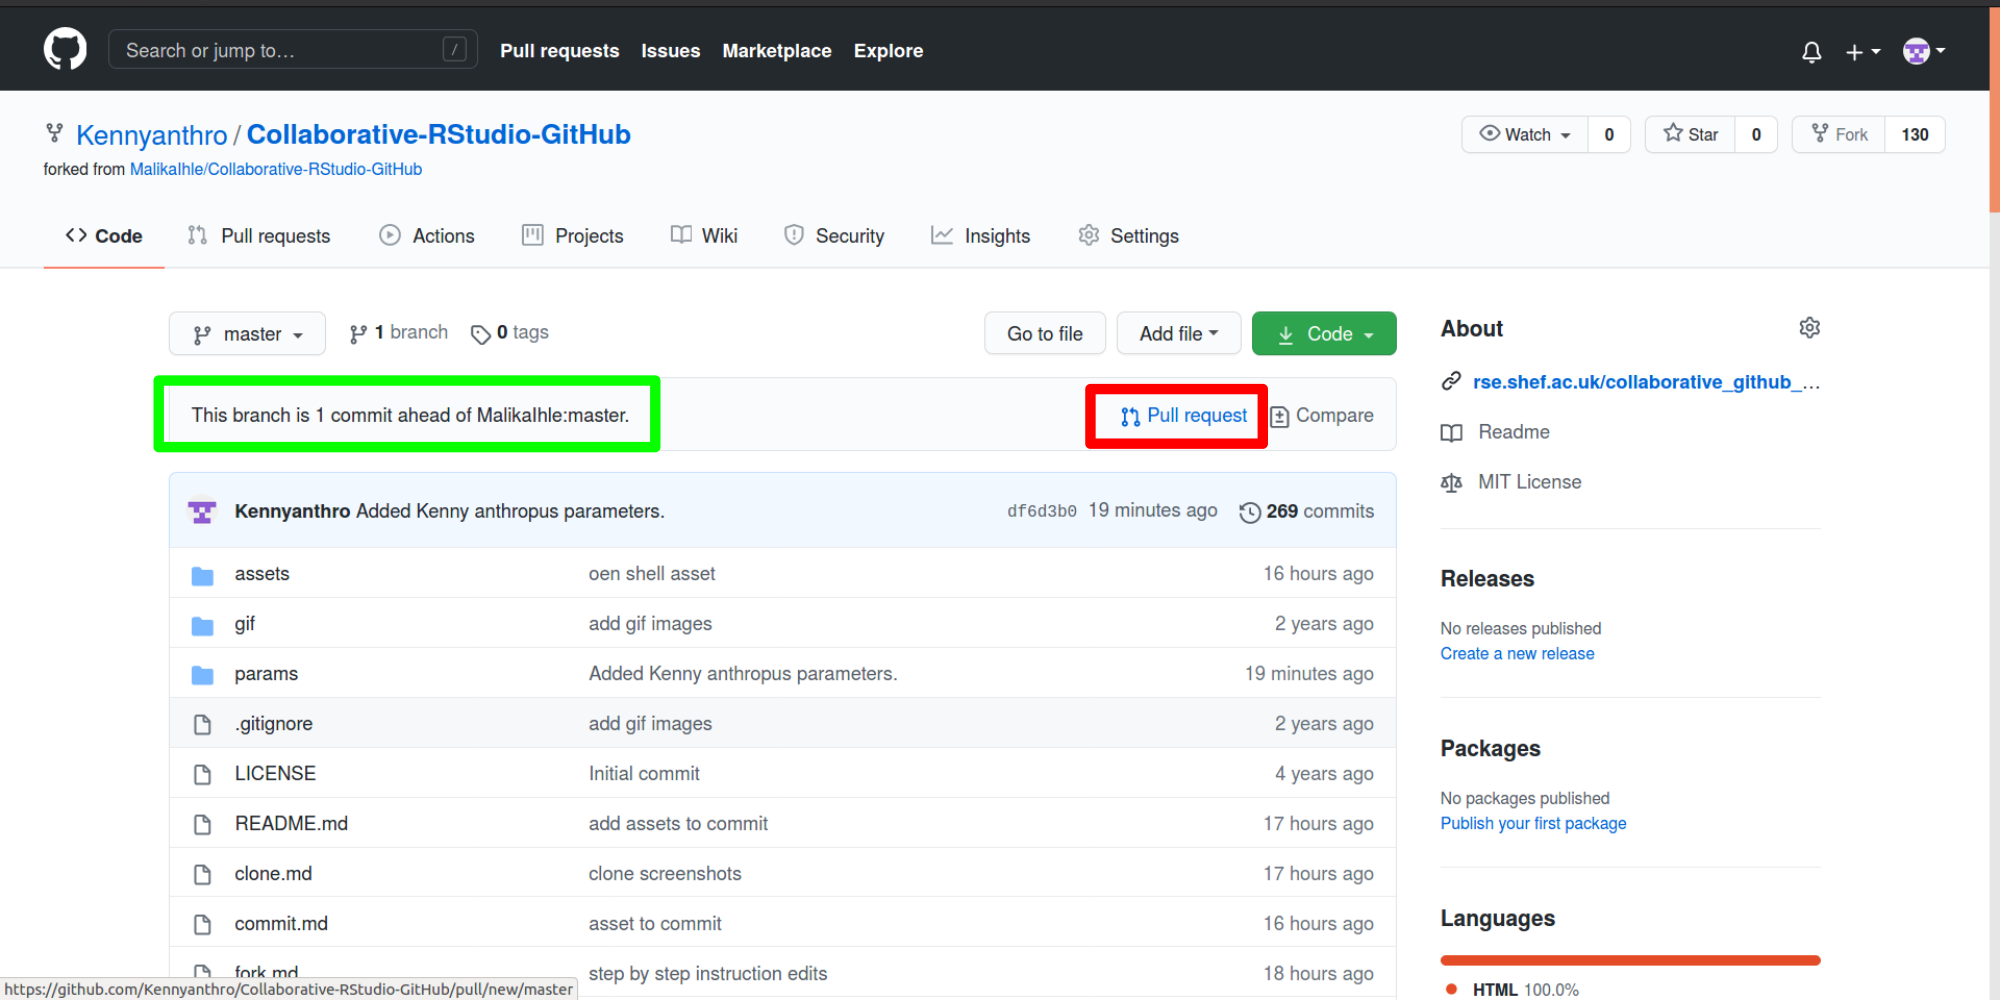 Search or jump to… /
Pull requests Issues Marketplace Explore
Kennyanthro / Collaborative-RStudio-GitHub
forked from MalikaIhle/Collaborative-RStudio-GitHub
Watch 0 Star 0 Fork 130
Code Pull requests Actions Projects Wiki Security Insights Settings
master 1 branch 0 tags
Go to file Add file Code
This branch is 1 commit ahead of MalikaIhle:master.
Pull request Compare
Kennyanthro Added Kenny anthropus parameters. df6d3b0 19 minutes ago 269 commits
assets oen shell asset 16 hours ago
gif add gif images 2 years ago
params Added Kenny anthropus parameters. 19 minutes ago
.gitignore add gif images 2 years ago
LICENSE Initial commit 4 years ago
README.md add assets to commit 17 hours ago
clone.md clone screenshots 17 hours ago
commit.md asset to commit 16 hours ago
fork.md step by step instruction edits 18 hours ago
About
rse.shef.ac.uk/collaborative_github_…
Readme
MIT License
Releases
No releases published
Create a new release
Packages
No packages published
Publish your first package
Languages
HTML 100.0%
https://github.com/Kennyanthro/Collaborative-RStudio-GitHub/pull/new/master